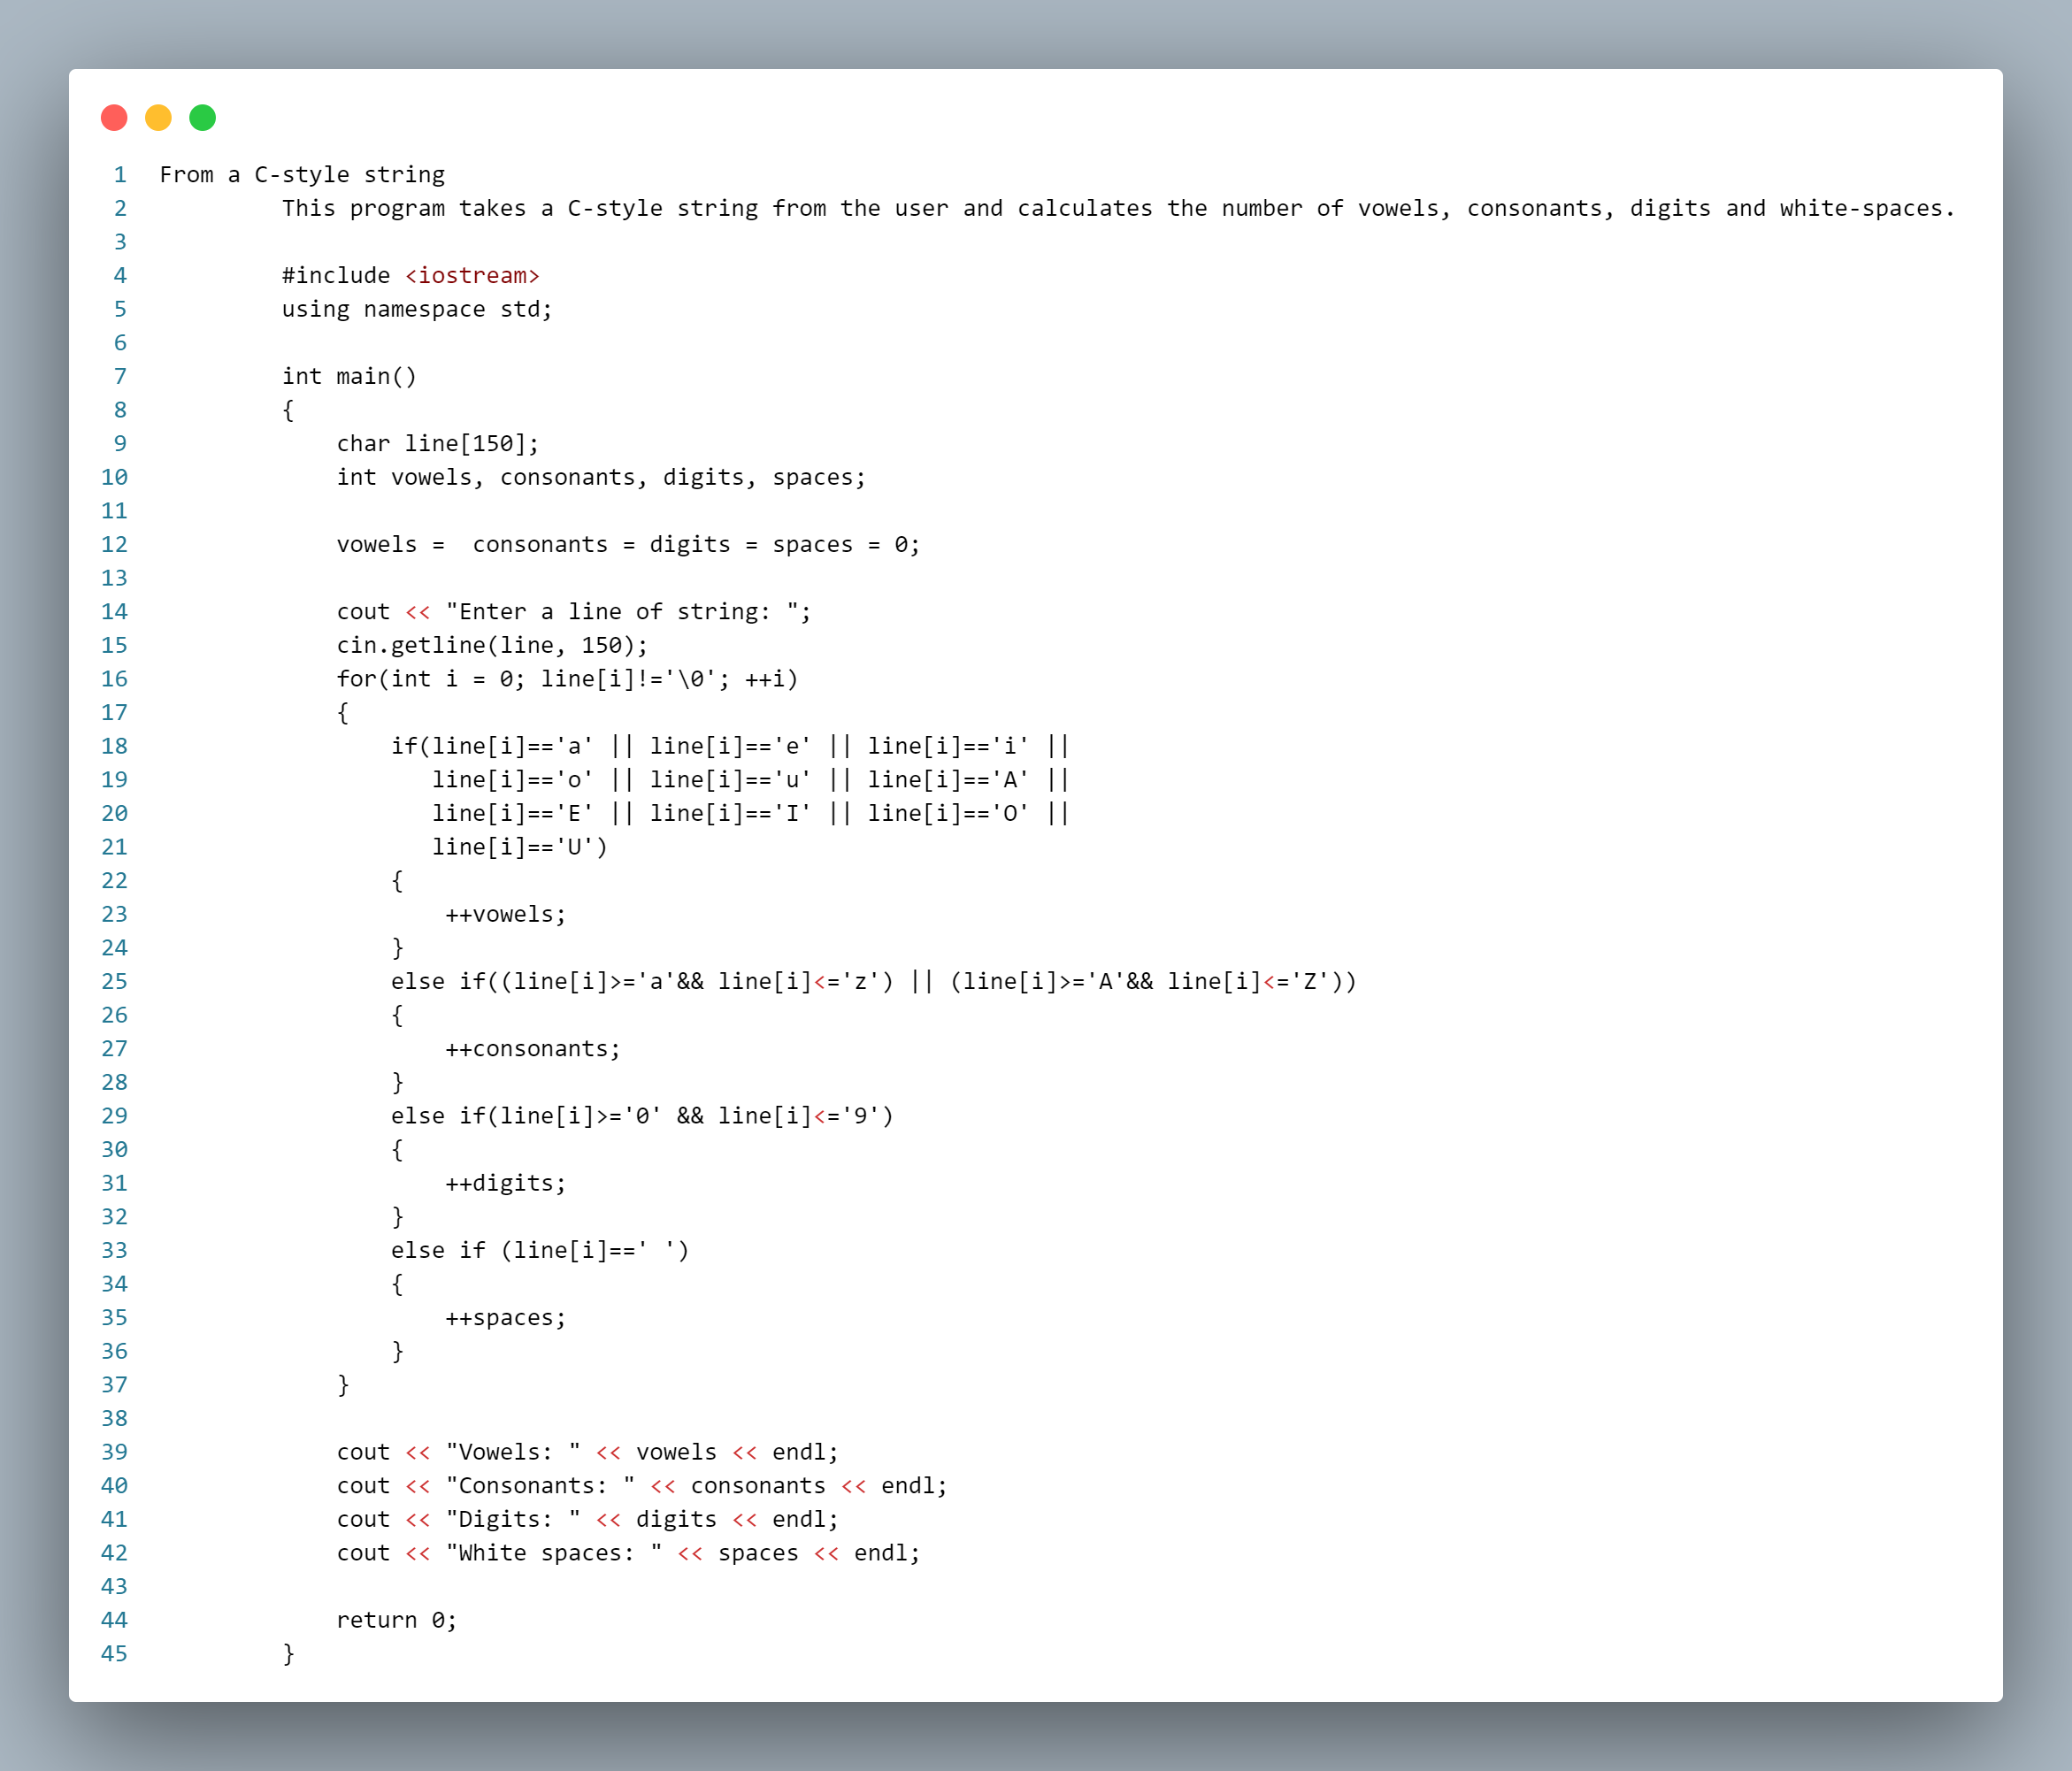 1 From a C-style string
2         This program takes a C-style string from the user and calculates the number of vowels, consonants, digits and white-spaces.
3
4         #include <iostream>
5         using namespace std;
6
7         int main()
8         {
9             char line[150];
10             int vowels, consonants, digits, spaces;
11
12             vowels =  consonants = digits = spaces = 0;
13
14             cout << "Enter a line of string: ";
15             cin.getline(line, 150);
16             for(int i = 0; line[i]!='\0'; ++i)
17             {
18                 if(line[i]=='a' || line[i]=='e' || line[i]=='i' ||
19                    line[i]=='o' || line[i]=='u' || line[i]=='A' ||
20                    line[i]=='E' || line[i]=='I' || line[i]=='O' ||
21                    line[i]=='U')
22                 {
23                     ++vowels;
24                 }
25                 else if((line[i]>='a'&& line[i]<='z') || (line[i]>='A'&& line[i]<='Z'))
26                 {
27                     ++consonants;
28                 }
29                 else if(line[i]>='0' && line[i]<='9')
30                 {
31                     ++digits;
32                 }
33                 else if (line[i]==' ')
34                 {
35                     ++spaces;
36                 }
37             }
38
39             cout << "Vowels: " << vowels << endl;
40             cout << "Consonants: " << consonants << endl;
41             cout << "Digits: " << digits << endl;
42             cout << "White spaces: " << spaces << endl;
43
44             return 0;
45         }